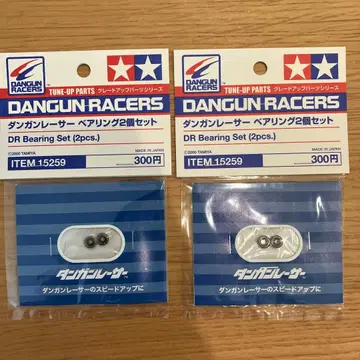 DANGUN
RACERS
TUNE-UP PARTS グレードアップパーツシリーズ
DANGUN RACERS
ダンガンレーサー ベアリング2個セット
DR Bearing Set (2pcs.)
ITEM 15259
300円
©2000 TAMIYA
MADE IN JAPAN
ダンガンレーサー
ダンガンレーサーのスピードアップに
DANGUN
RACERS
TUNE-UP PARTS グレードアップパーツシリーズ
DANGUN RACERS
ダンガンレーサー ベアリング2個セット
DR Bearing Set (2pcs.)
ITEM 15259
300円
©2000 TAMIYA
MADE IN JAPAN
ダンガンレーサー
ダンガンレーサーのスピードアップに